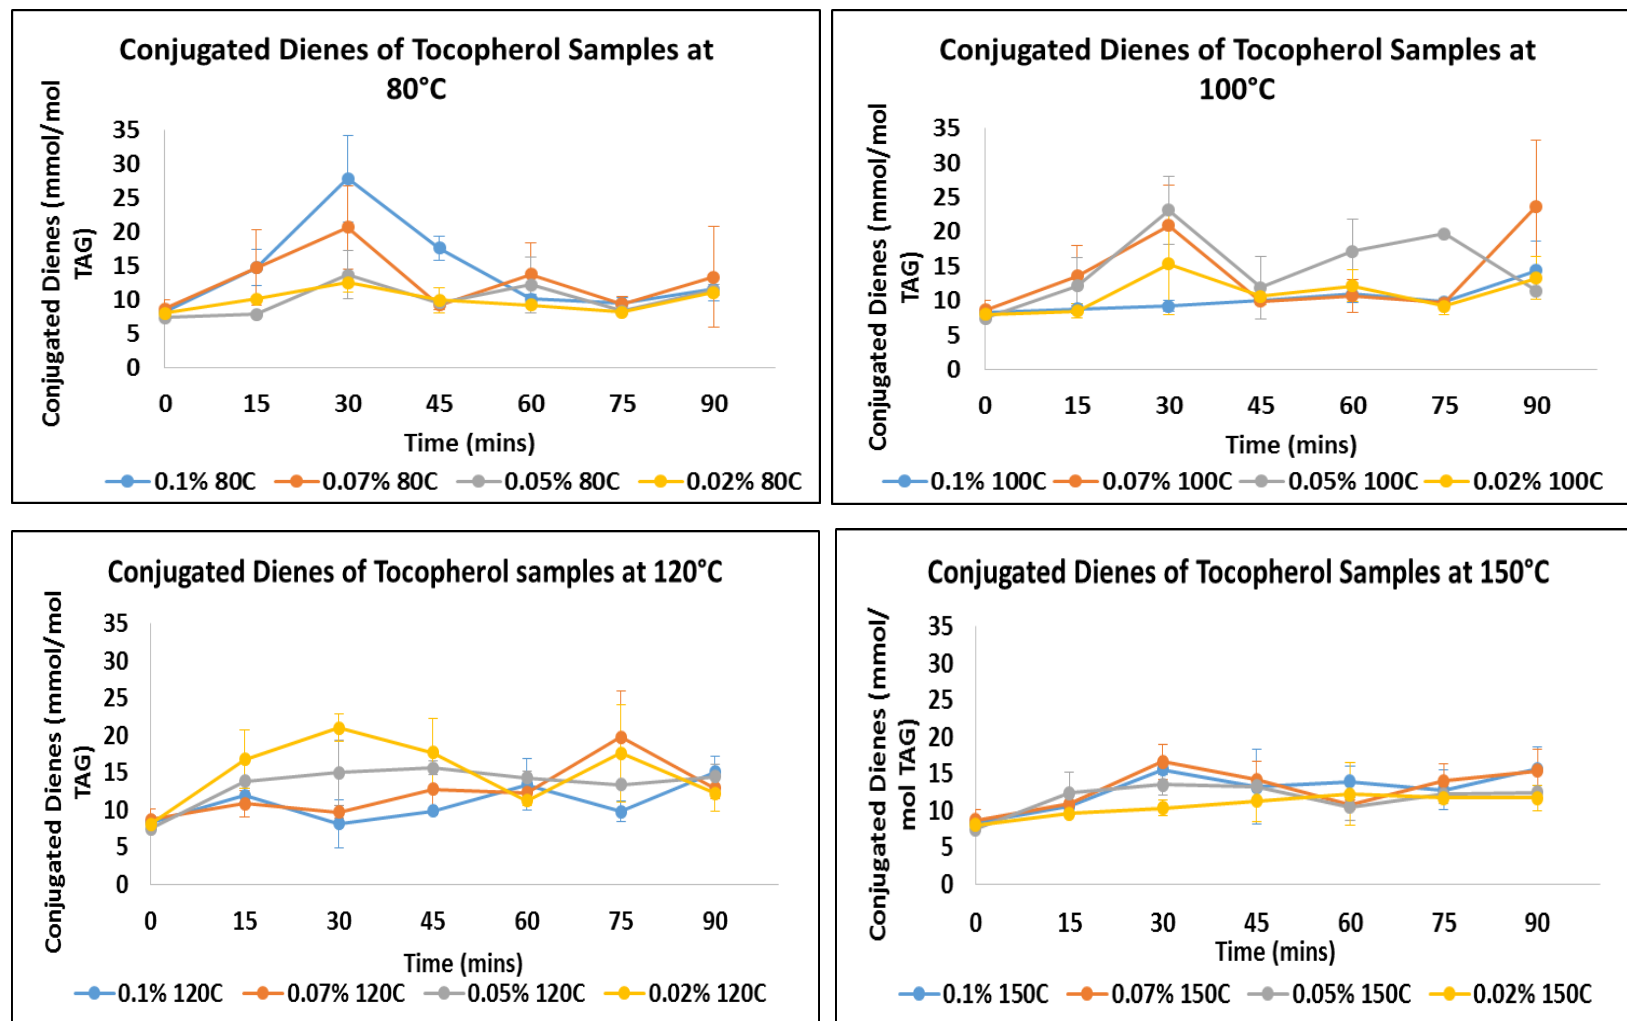 Conjugated Dienes of Tocopherol Samples at
80°C
Conjugated Dienes (mmol/mol
TAG)
35
30
25
20
15
10
5
0
0 15 30 45 60 75 90
Time (mins)
0.1% 80C 0.07% 80C 0.05% 80C 0.02% 80C
Conjugated Dienes of Tocopherol Samples at
100°C
Conjugated Dienes (mmol/mol
TAG)
35
30
25
20
15
10
5
0
0 15 30 45 60 75 90
Time (mins)
0.1% 100C 0.07% 100C 0.05% 100C 0.02% 100C
Conjugated Dienes of Tocopherol samples at 120°C
Conjugated Dienes (mmol/mol
TAG)
35
30
25
20
15
10
5
0
0 15 30 45 60 75 90
Time (mins)
0.1% 120C 0.07% 120C 0.05% 120C 0.02% 120C
Conjugated Dienes of Tocopherol Samples at 150°C
Conjugated Dienes (mmol/
mol TAG)
35
30
25
20
15
10
5
0
0 15 30 45 60 75 90
Time (mins)
0.1% 150C 0.07% 150C 0.05% 150C 0.02% 150C